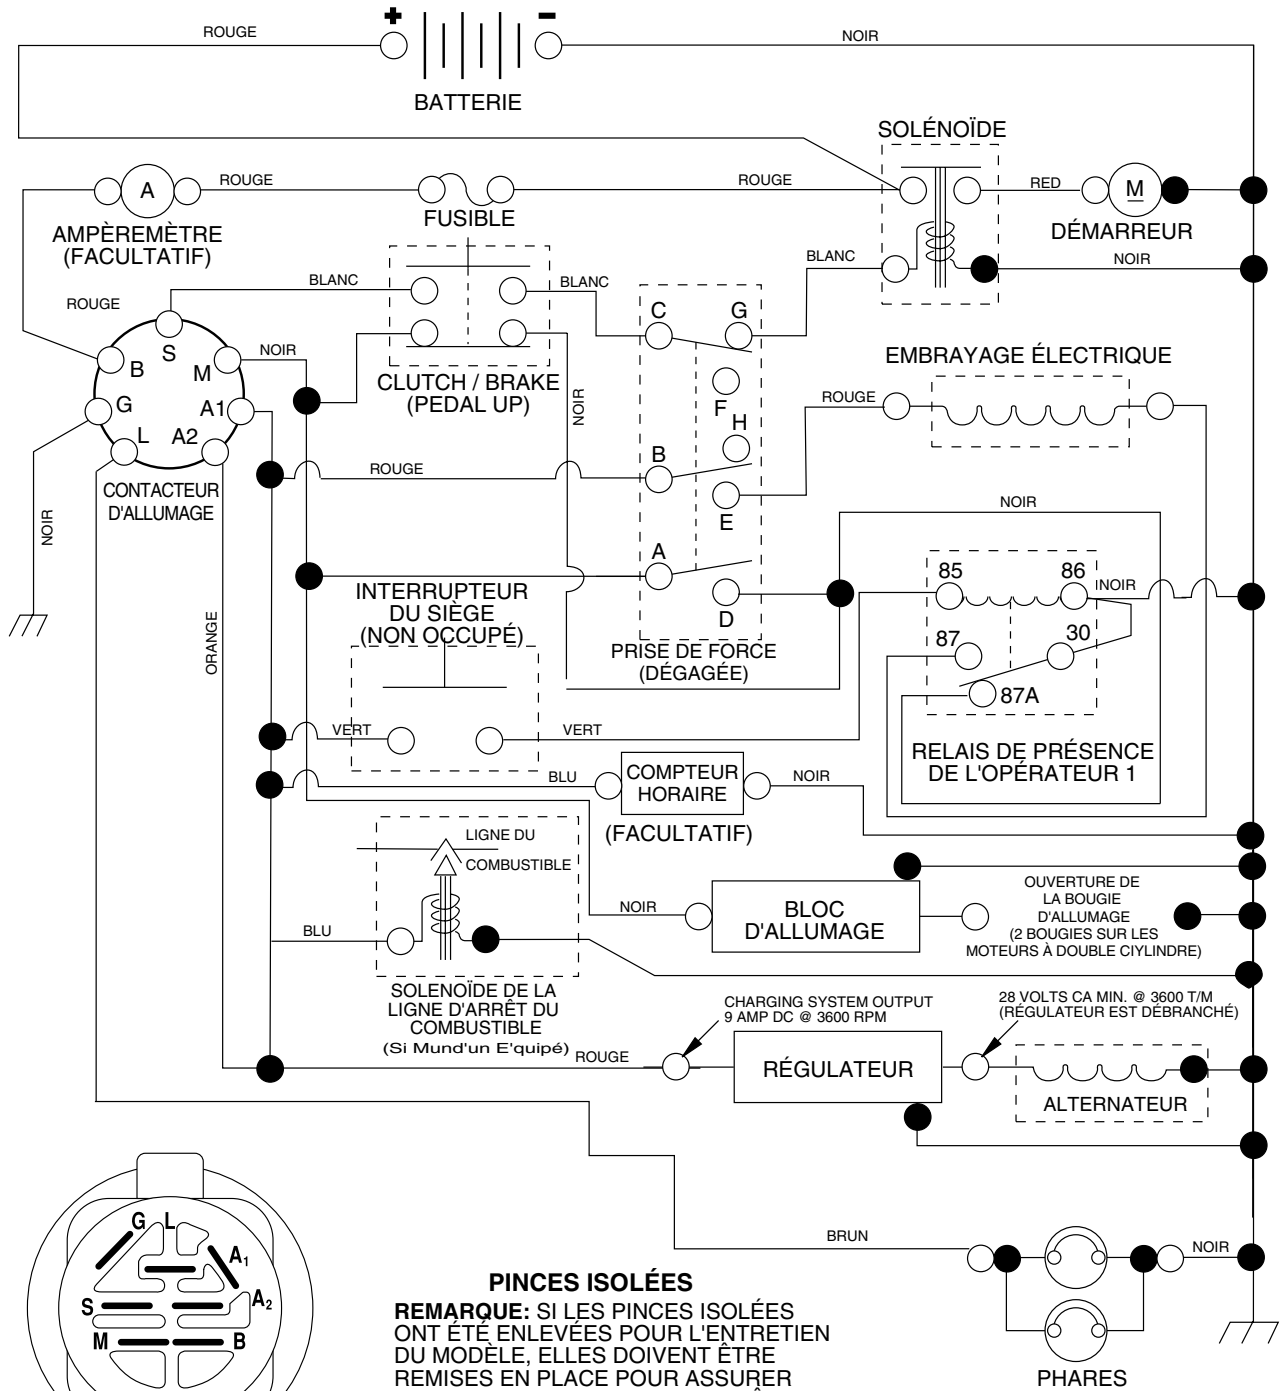 + −
ROUGE
NOIR
BATTERIE
SOLÉNOÏDE
A
ROUGE
ROUGE
RED
M
FUSIBLE
AMPÈREMÈTRE
(FACULTATIF)
DÉMARREUR
BLANC
NOIR
BLANC
BLANC
ROUGE
C G
S
NOIR
B M
EMBRAYAGE ÉLECTRIQUE
CLUTCH / BRAKE
(PEDAL UP)
F
ROUGE
NOIR
G A1
H
L A2
B
ROUGE
CONTACTEUR
D'ALLUMAGE
E
NOIR
NOIR
A
85 86
NOIR
INTERRUPTEUR
DU SIÈGE
(NON OCCUPÉ)
D
87 30
ORANGE
PRISE DE FORCE
(DÉGAGÉE)
87A
VERT
VERT
RELAIS DE PRÉSENCE
DE L'OPÉRATEUR 1
BLU
COMPTEUR
HORAIRE
NOIR
(FACULTATIF)
LIGNE DU
COMBUSTIBLE
NOIR
BLOC
D'ALLUMAGE
OUVERTURE DE
LA BOUGIE
D'ALLUMAGE
(2 BOUGIES SUR LES
MOTEURS À DOUBLE CIYLINDRE)
BLU
SOLENOÏDE DE LA
LIGNE D'ARRÊT DU
COMBUSTIBLE
(Si Mund'un E'quipé)
CHARGING SYSTEM OUTPUT
9 AMP DC @ 3600 RPM
28 VOLTS CA MIN. @ 3600 T/M
(RÉGULATEUR EST DÉBRANCHÉ)
ROUGE
RÉGULATEUR
ALTERNATEUR
BRUN
NOIR
PHARES
G L
A1
S A2
M B
PINCES ISOLÉES
REMARQUE: SI LES PINCES ISOLÉES
ONT ÉTÉ ENLEVÉES POUR L'ENTRETIEN
DU MODÈLE, ELLES DOIVENT ÊTRE
REMISES EN PLACE POUR ASSURER